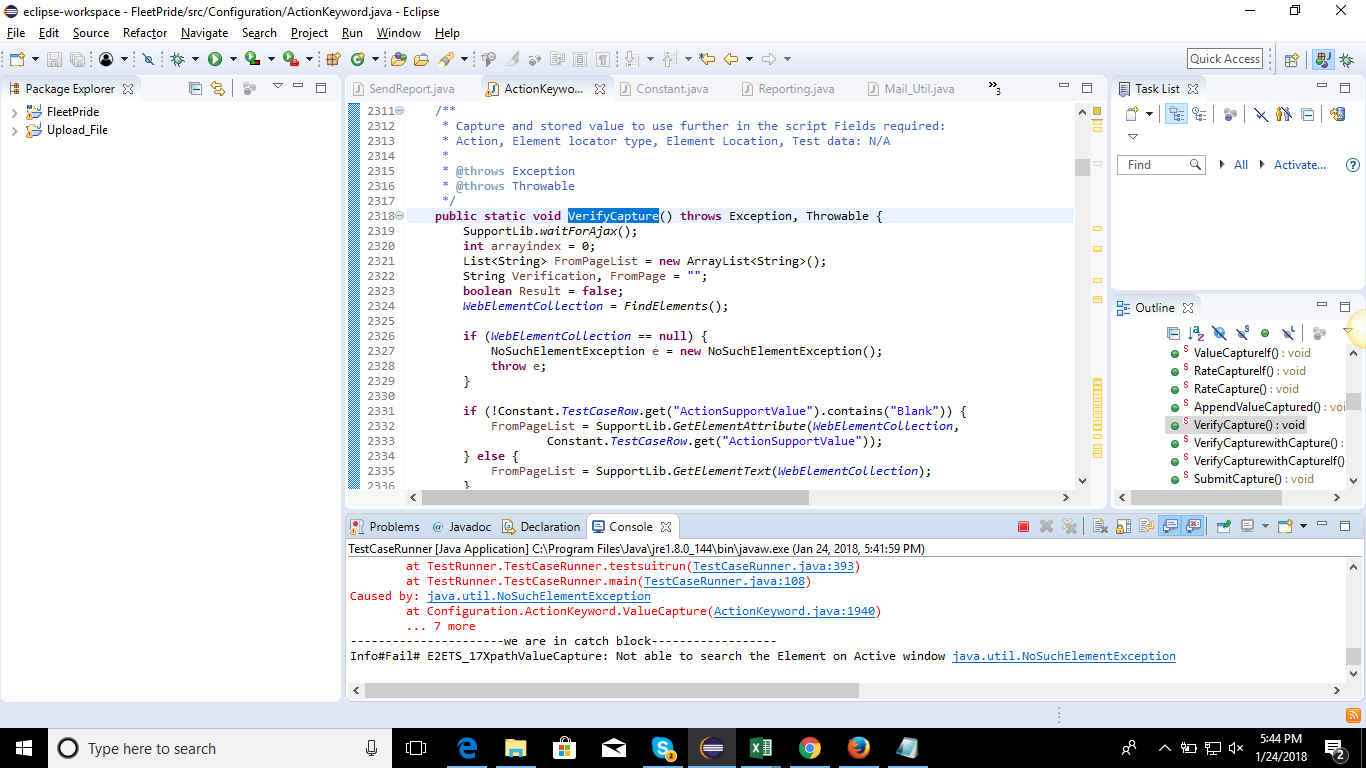 eclipse-workspace - FleetPride/src/Configuration/ActionKeyword.java - Eclipse
File Edit Source Refactor Navigate Search Project Run Window Help
Quick Access
Package Explorer
FleetPride
Upload_File
SendReport.java ActionKeywo... Constant.java Reporting.java Mail_Util.java »3
2311 /**
2312 * Capture and stored value to use further in the script Fields required:
2313 * Action, Element locator type, Element Location, Test data: N/A
2314 *
2315 * @throws Exception
2316 * @throws Throwable
2317 */
2318 public static void VerifyCapture() throws Exception, Throwable {
2319 SupportLib.waitForAjax();
2320 int arrayindex = 0;
2321 List<String> FromPageList = new ArrayList<String>();
2322 String Verification, FromPage = "";
2323 boolean Result = false;
2324 WebElementCollection = FindElements();
2325
2326 if (WebElementCollection == null) {
2327 NoSuchElementException e = new NoSuchElementException();
2328 throw e;
2329 }
2330
2331 if (!Constant.TestCaseRow.get("ActionSupportValue").contains("Blank")) {
2332 FromPageList = SupportLib.GetElementAttribute(WebElementCollection,
2333 Constant.TestCaseRow.get("ActionSupportValue"));
2334 } else {
2335 FromPageList = SupportLib.GetElementText(WebElementCollection);
2336 }
Task List
Find All Activate...
Outline
ValueCaptureIf() : void
RateCaptureIf() : void
RateCapture() : void
AppendValueCaptured() : voi
VerifyCapture() : void
VerifyCapturewithCapture() :
VerifyCapturewithCaptureIf()
SubmitCapture() : void
Problems @ Javadoc Declaration Console
TestCaseRunner [Java Application] C:\Program Files\Java\jre1.8.0_144\bin\javaw.exe (Jan 24, 2018, 5:41:59 PM)
at TestRunner.TestCaseRunner.testsuitrun(TestCaseRunner.java:393)
at TestRunner.TestCaseRunner.main(TestCaseRunner.java:108)
Caused by: java.util.NoSuchElementException
at Configuration.ActionKeyword.ValueCapture(ActionKeyword.java:1940)
... 7 more
----------------------we are in catch block------------------
Info#Fail# E2ETS_17XpathValueCapture: Not able to search the Element on Active window java.util.NoSuchElementException
Type here to search
5:44 PM
1/24/2018
2